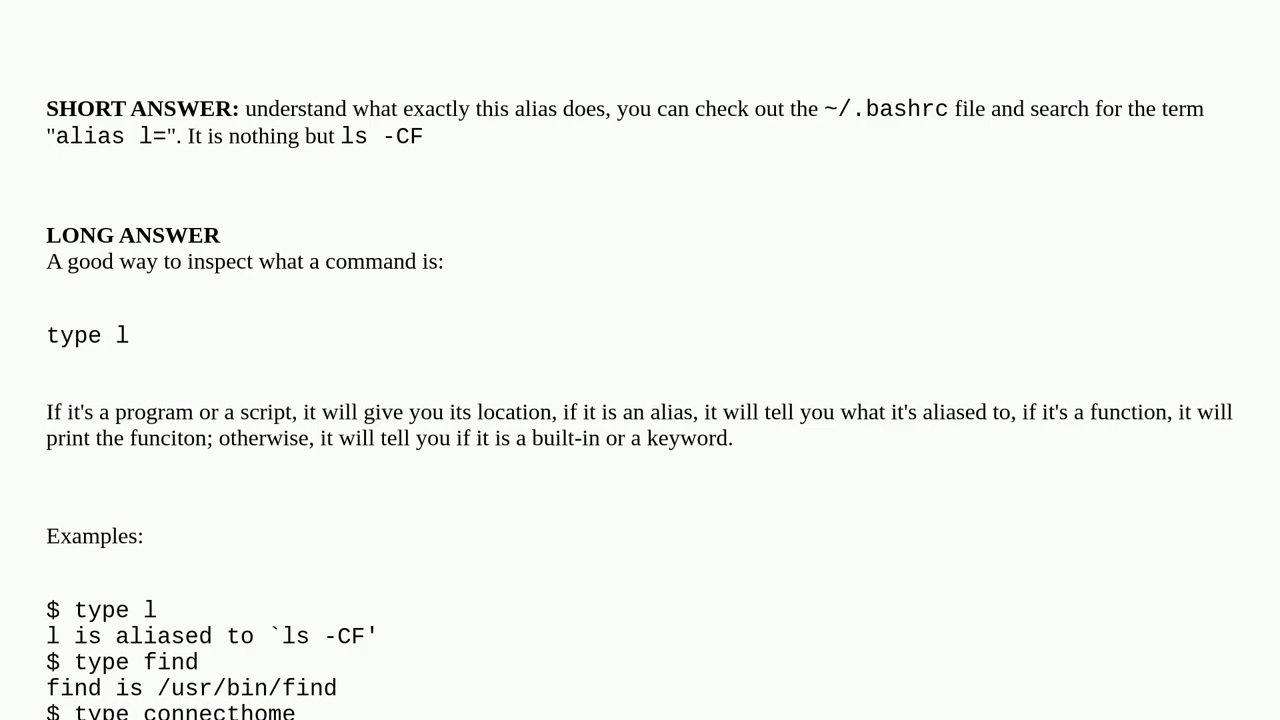 SHORT ANSWER: understand what exactly this alias does, you can check out the ~/.bashrc file and search for the term
"alias l=". It is nothing but ls -CF
LONG ANSWER
A good way to inspect what a command is:
type l
If it's a program or a script, it will give you its location, if it is an alias, it will tell you what it's aliased to, if it's a function, it will
print the funciton; otherwise, it will tell you if it is a built-in or a keyword.
Examples:
$ type l
l is aliased to `ls -CF'
$ type find
find is /usr/bin/find
$ type connecthome